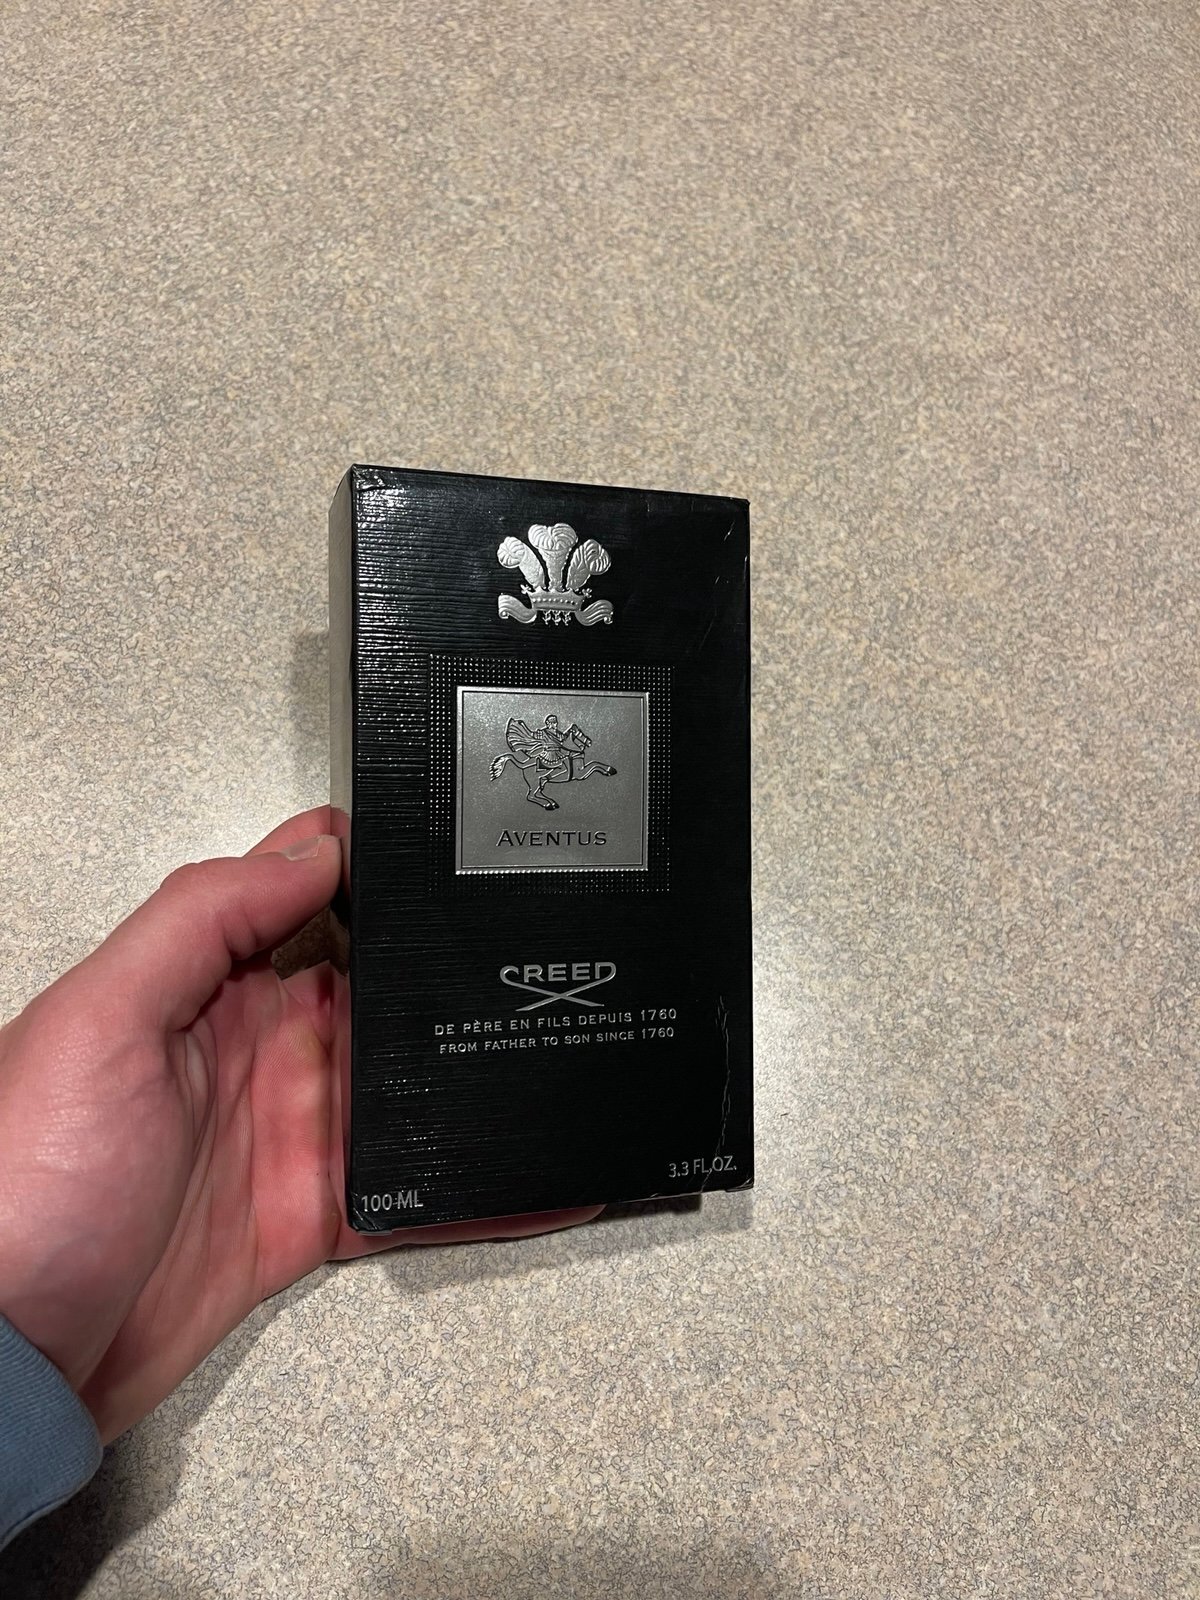 AVENTUS
CREED
DE PÈRE EN FILS DEPUIS 1760
FROM FATHER TO SON SINCE 1760
100 ML
3.3 FL.OZ.